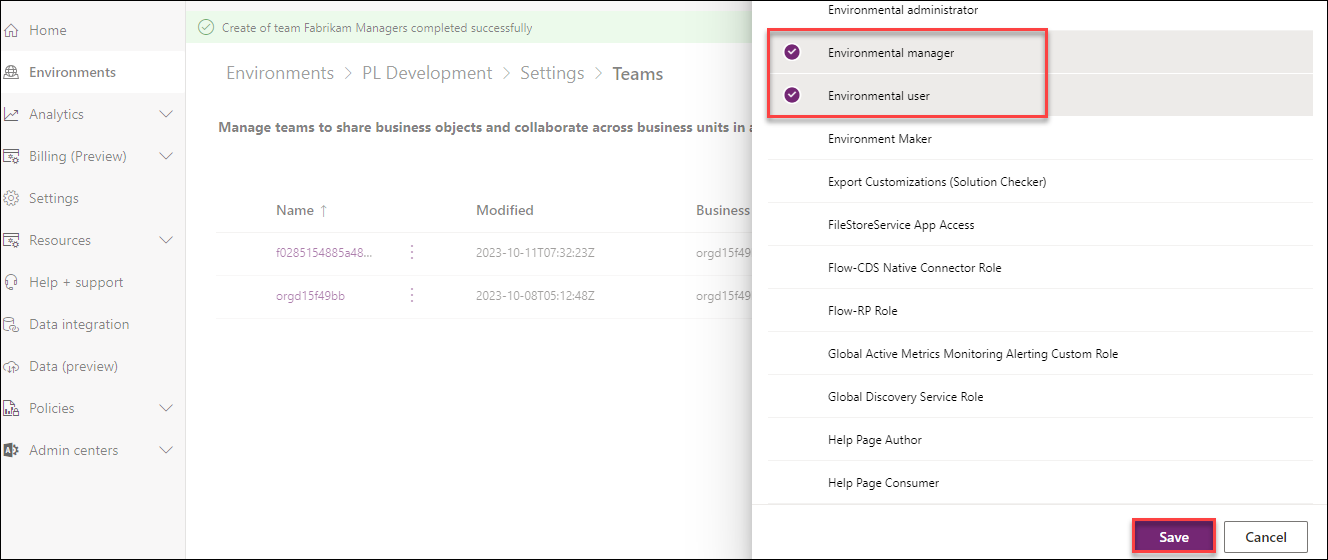 Home
Environments
Analytics
Billing (Preview)
Settings
Resources
Help + support
Data integration
Data (preview)
Policies
Admin centers
Create of team Fabrikam Managers completed successfully
Environments > PL Development > Settings > Teams
Manage teams to share business objects and collaborate across business units in a
Name ↑ Modified Business
f0285154885a48... 2023-10-11T07:32:23Z orgd15f49b
orgd15f49bb 2023-10-08T05:12:48Z orgd15f49b
Environmental administrator
Environmental manager
Environmental user
Environment Maker
Export Customizations (Solution Checker)
FileStoreService App Access
Flow-CDS Native Connector Role
Flow-RP Role
Global Active Metrics Monitoring Alerting Custom Role
Global Discovery Service Role
Help Page Author
Help Page Consumer
Save Cancel